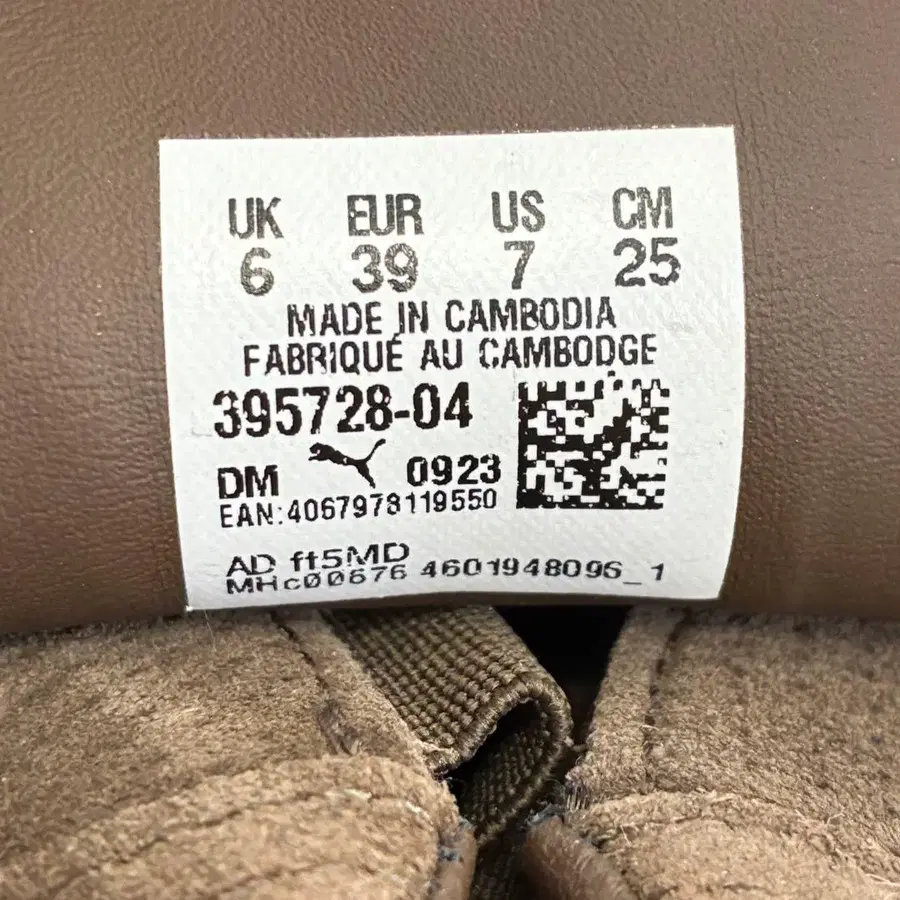 UK EUR US CM
6 39 7 25
MADE IN CAMBODIA
FABRIQUÉ AU CAMBODGE
395728-04
DM 0923
EAN:4067978119550
AD ft5MD
MHc00676 4601948096_1